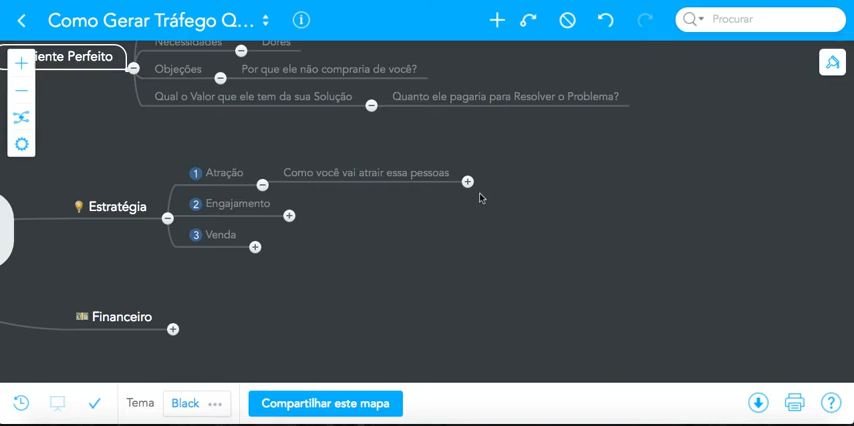 Como Gerar Tráfego Q...
Procurar
iente Perfeito
Necessidades
Dores
Objeções
Por que ele não compraria de você?
Qual o Valor que ele tem da sua Solução
Quanto ele pagaria para Resolver o Problema?
1 Atração
Como você vai atrair essa pessoas
Estratégia
2 Engajamento
3 Venda
Financeiro
Tema
Black
Compartilhar este mapa